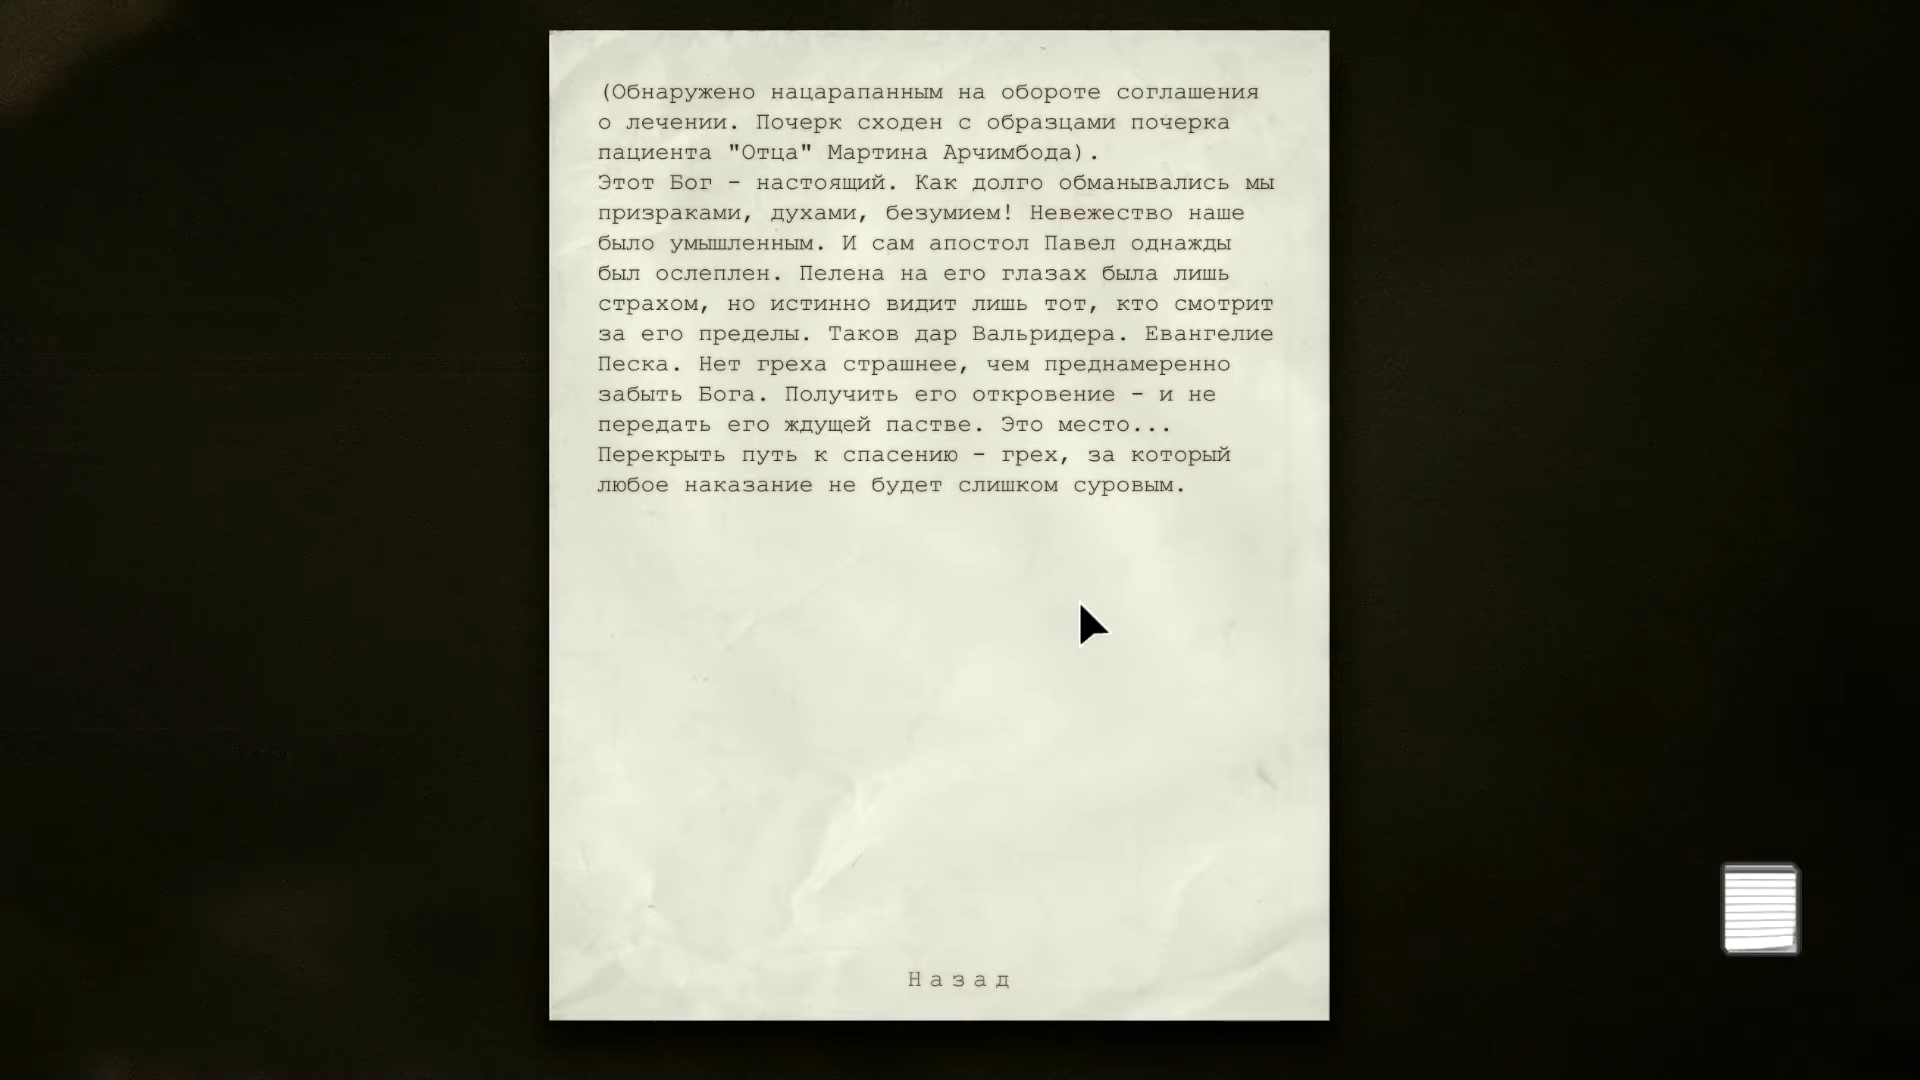 (Обнаружено нацарапанным на обороте соглашения
о лечении. Почерк сходен с образцами почерка
пациента "Отца" Мартина Арчимбода).
Этот Бог - настоящий. Как долго обманывались мы
призраками, духами, безумием! Невежество наше
было умышленным. И сам апостол Павел однажды
был ослеплен. Пелена на его глазах была лишь
страхом, но истинно видит лишь тот, кто смотрит
за его пределы. Таков дар Вальридера. Евангелие
Песка. Нет греха страшнее, чем преднамеренно
забыть Бога. Получить его откровение - и не
передать его ждущей пастве. Это место...
Перекрыть путь к спасению - грех, за который
любое наказание не будет слишком суровым.
Назад